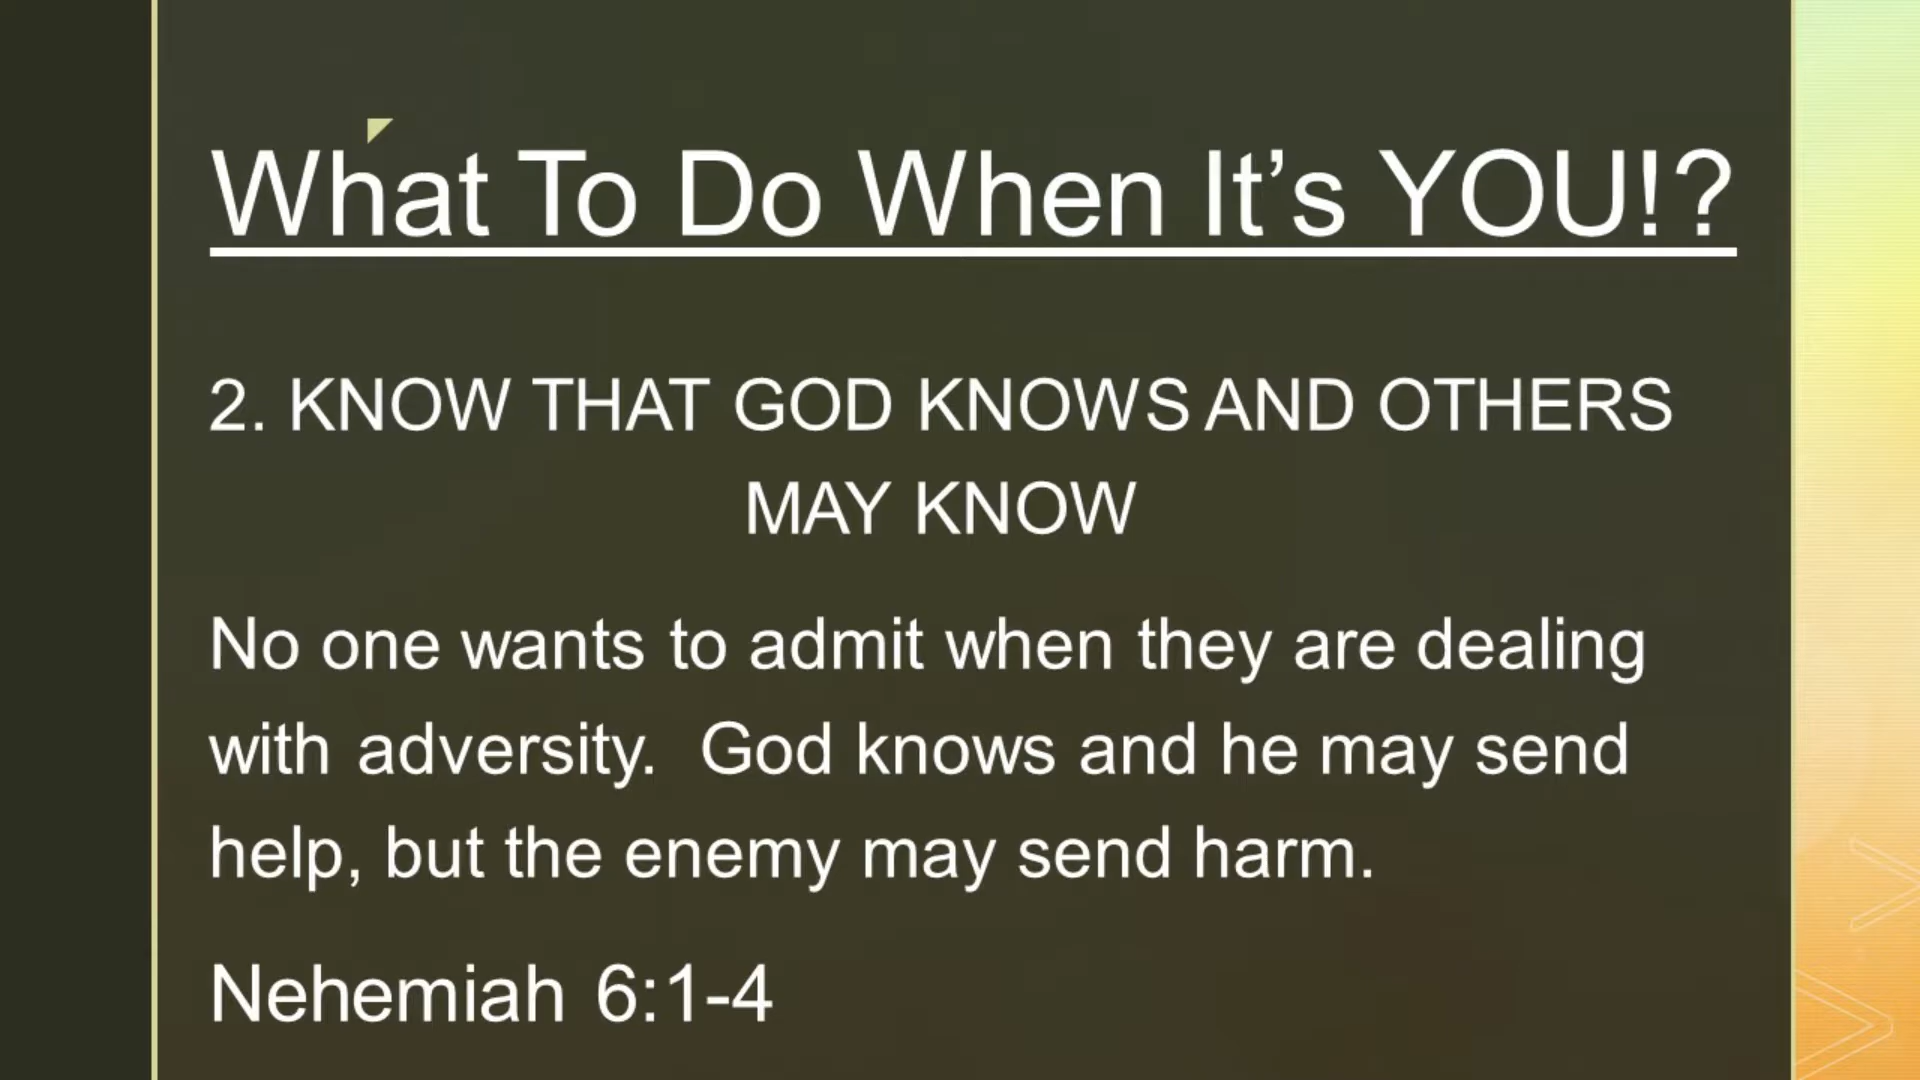 What To Do When It’s YOU!?
2. KNOW THAT GOD KNOWS AND OTHERS
MAY KNOW
No one wants to admit when they are dealing
with adversity.  God knows and he may send
help, but the enemy may send harm.
Nehemiah 6:1-4